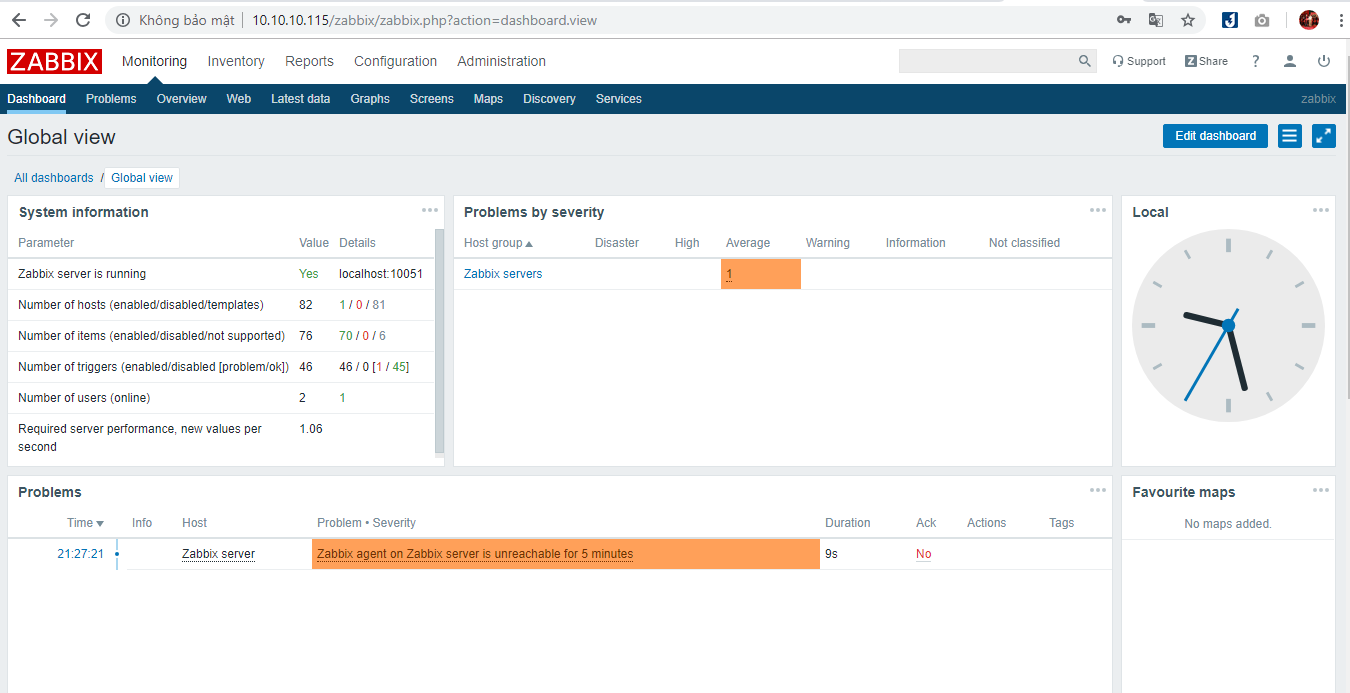 Không bảo mật 10.10.10.115/zabbix/zabbix.php?action=dashboard.view
ZABBIX Monitoring Inventory Reports Configuration Administration Support Z Share ?
Dashboard Problems Overview Web Latest data Graphs Screens Maps Discovery Services zabbix
Global view Edit dashboard
All dashboards / Global view
System information
Parameter Value Details
Zabbix server is running Yes localhost:10051
Number of hosts (enabled/disabled/templates) 82 1 / 0 / 81
Number of items (enabled/disabled/not supported) 76 70 / 0 / 6
Number of triggers (enabled/disabled [problem/ok]) 46 46 / 0 [1 / 45]
Number of users (online) 2 1
Required server performance, new values per
second 1.06
Problems by severity
Host group Disaster High Average Warning Information Not classified
Zabbix servers 1
Local
Problems
Time Info Host Problem • Severity Duration Ack Actions Tags
21:27:21 Zabbix server Zabbix agent on Zabbix server is unreachable for 5 minutes 9s No
Favourite maps
No maps added.